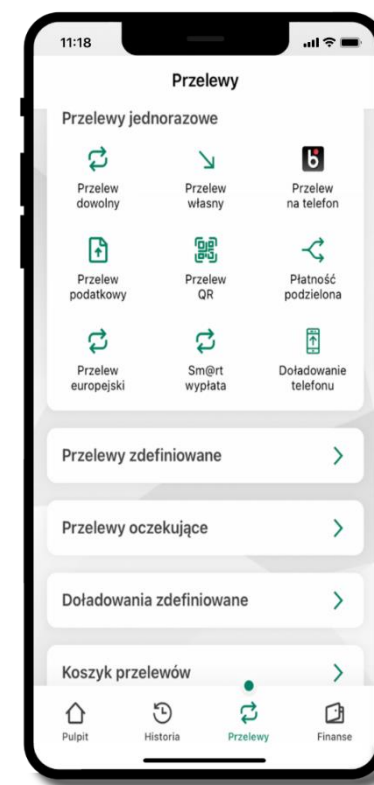 11:18
Przelewy
Przelewy jednorazowe
Przelew
dowolny
Przelew
własny
Przelew
na telefon
Przelew
podatkowy
Przelew
QR
Płatność
podzielona
Przelew
europejski
Sm@rt
wypłata
Doładowanie
telefonu
Przelewy zdefiniowane
Przelewy oczekujące
Doładowania zdefiniowane
Koszyk przelewów
Pulpit
Historia
Przelewy
Finanse